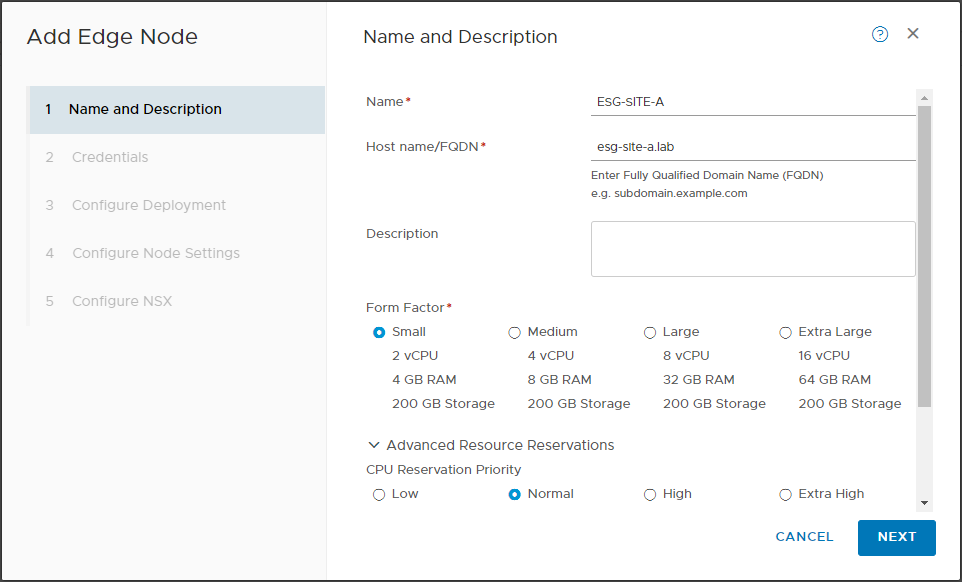 Add Edge Node
1 Name and Description
2 Credentials
3 Configure Deployment
4 Configure Node Settings
5 Configure NSX
Name and Description
?
Name* ESG-SITE-A
Host name/FQDN* esg-site-a.lab
Enter Fully Qualified Domain Name (FQDN)
e.g. subdomain.example.com
Description
Form Factor*
Small Medium Large Extra Large
2 vCPU 4 vCPU 8 vCPU 16 vCPU
4 GB RAM 8 GB RAM 32 GB RAM 64 GB RAM
200 GB Storage 200 GB Storage 200 GB Storage 200 GB Storage
Advanced Resource Reservations
CPU Reservation Priority
Low Normal High Extra High
CANCEL NEXT